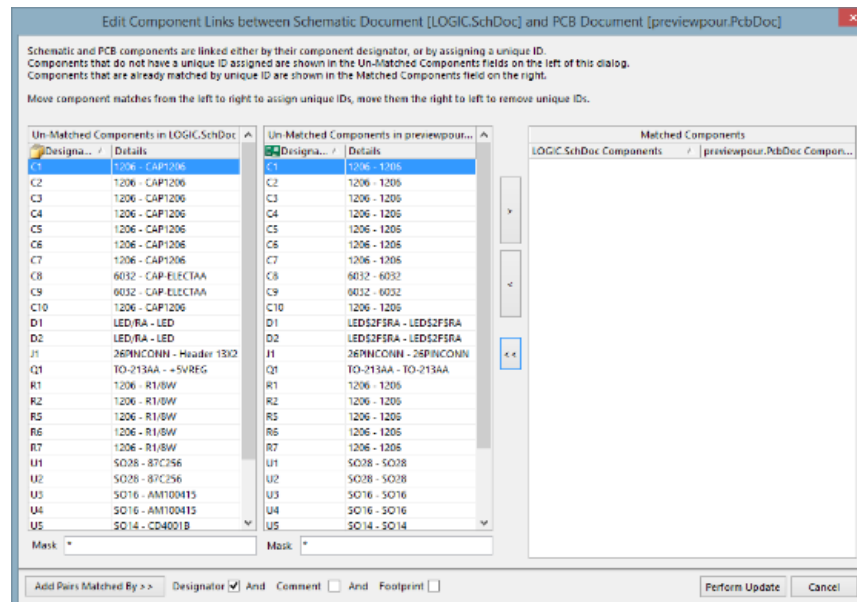 Edit Component Links between Schematic Document [LOGIC.SchDoc] and PCB Document [previewpour.PcbDoc]
x
Schematic and PCB components are linked either by their component designator, or by assigning a unique ID.
Components that do not have a unique ID assigned are shown in the Un-Matched Components fields on the left of this dialog.
Components that are already matched by unique ID are shown in the Matched Components field on the right.
Move component matches from the left to right to assign unique IDs, move them the right to left to remove unique IDs.
Un-Matched Components in LOGIC.SchDoc
Designa... / Details
C1 1206 - CAP1206
C2 1206 - CAP1206
C3 1206 - CAP1206
C4 1206 - CAP1206
C5 1206 - CAP1206
C6 1206 - CAP1206
C7 1206 - CAP1206
C8 6032 - CAP-ELECTAA
C9 6032 - CAP-ELECTAA
C10 1206 - CAP1206
D1 LED/RA - LED
D2 LED/RA - LED
J1 26PINCONN - Header 13X2
Q1 TO-213AA - +5VREG
R1 1206 - R1/8W
R2 1206 - R1/8W
R5 1206 - R1/8W
R6 1206 - R1/8W
R7 1206 - R1/8W
U1 SO28 - 87C256
U2 SO28 - 87C256
U3 SO16 - AM100415
U4 SO16 - AM100415
U5 SO14 - CD4001B
Mask *
Un-Matched Components in previewpour...
Designa... / Details
C1 1206 - 1206
C2 1206 - 1206
C3 1206 - 1206
C4 1206 - 1206
C5 1206 - 1206
C6 1206 - 1206
C7 1206 - 1206
C8 6032 - 6032
C9 6032 - 6032
C10 1206 - 1206
D1 LED$2F$RA - LED$2F$RA
D2 LED$2F$RA - LED$2F$RA
J1 26PINCONN - 26PINCONN
Q1 TO-213AA - TO-213AA
R1 1206 - 1206
R2 1206 - 1206
R5 1206 - 1206
R6 1206 - 1206
R7 1206 - 1206
U1 SO28 - SO28
U2 SO28 - SO28
U3 SO16 - SO16
U4 SO16 - SO16
U5 SO14 - SO14
Mask *
>
<
<<
Matched Components
LOGIC.SchDoc Components / previewpour.PcbDoc Compon...
Add Pairs Matched By >> Designator And Comment And Footprint Perform Update Cancel